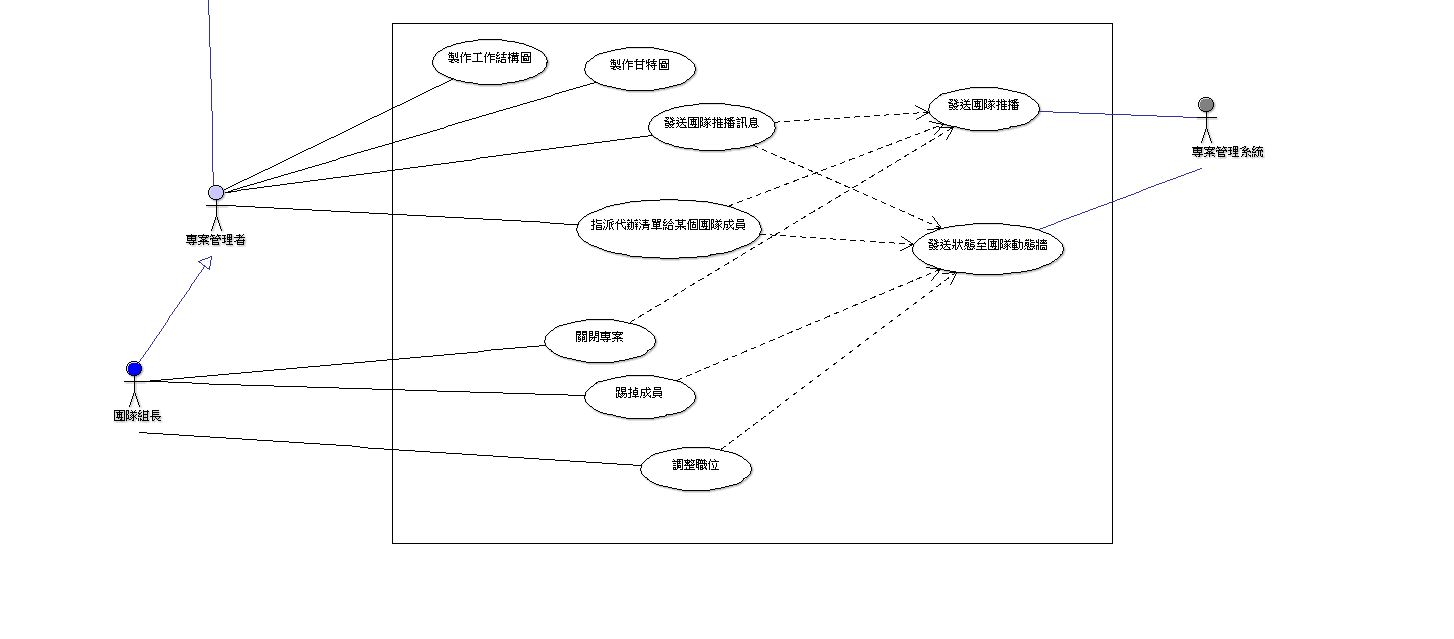 製作工作結構圖
製作甘特圖
發送團隊推播
發送團隊推播訊息
專案管理系統
指派代辦清單給某個團隊成員
專案管理者
發送狀態至團隊動態牆
關閉專案
踢掉成員
團隊組長
調整職位